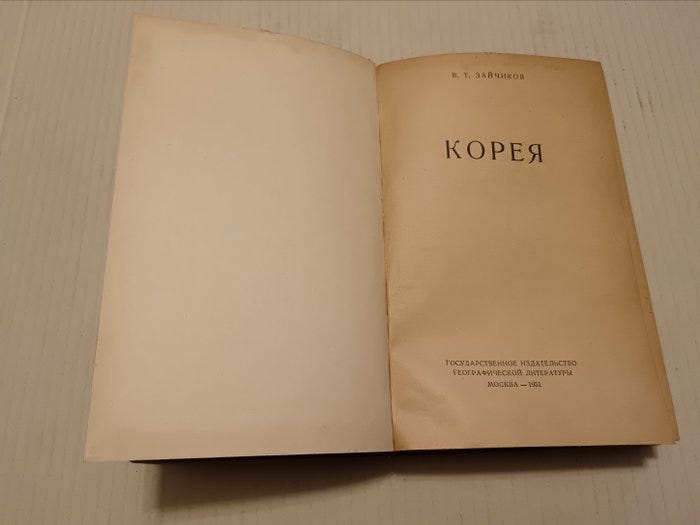 В. Т. ЗАЙЧИКОВ
КОРЕЯ
ГОСУДАРСТВЕННОЕ ИЗДАТЕЛЬСТВО
ГЕОГРАФИЧЕСКОЙ ЛИТЕРАТУРЫ
МОСКВА — 1951